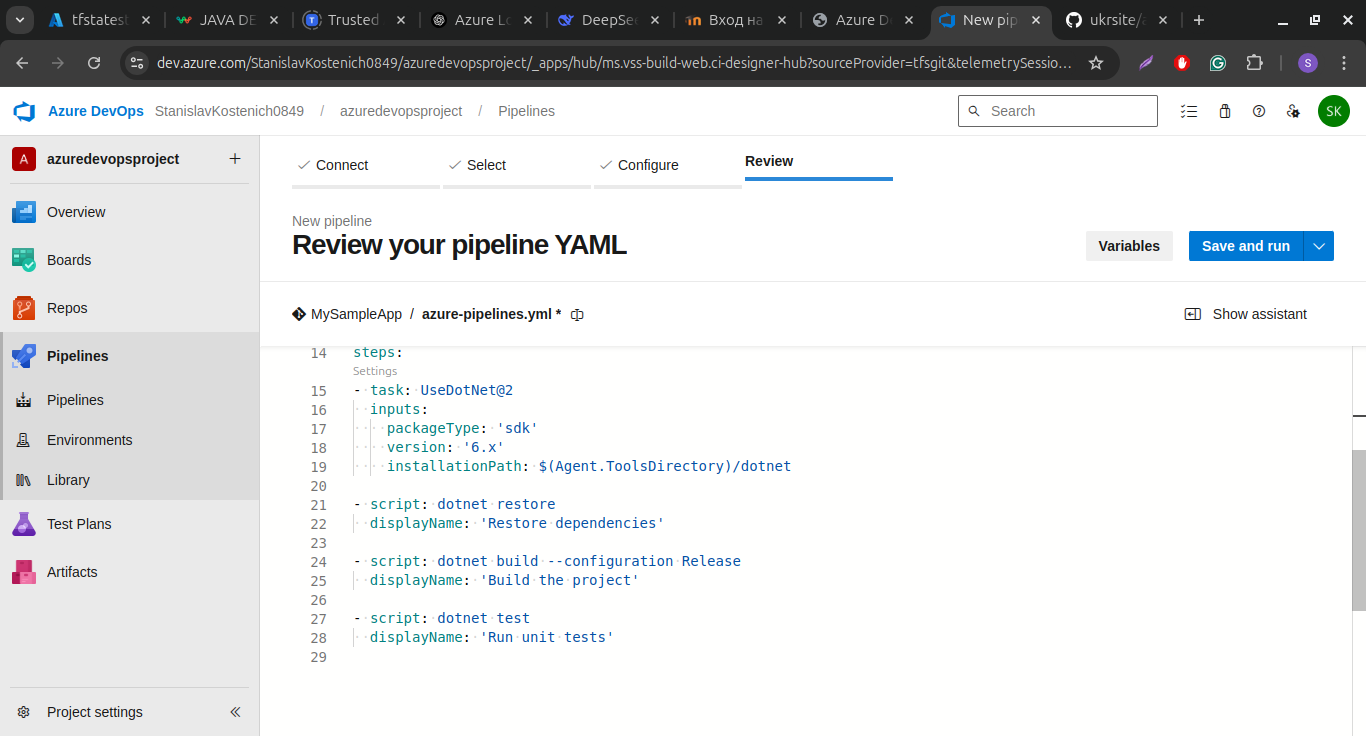 tfstatest
JAVA DE
Trusted
Azure Lo
DeepSee
Вход на
Azure De
New pip
ukrsite/a
dev.azure.com/StanislavKostenich0849/azuredevopsproject/_apps/hub/ms.vss-build-web.ci-designer-hub?sourceProvider=tfsgit&telemetrySessio...
S
Azure DevOps StanislavKostenich0849 / azuredevopsproject / Pipelines
Search
SK
A azuredevopsproject
Overview
Boards
Repos
Pipelines
Pipelines
Environments
Library
Test Plans
Artifacts
Project settings
Connect
Select
Configure
Review
New pipeline
Review your pipeline YAML
Variables
Save and run
MySampleApp / azure-pipelines.yml *
Show assistant
14 steps:
Settings
15 - task: UseDotNet@2
16 inputs:
17 packageType: 'sdk'
18 version: '6.x'
19 installationPath: $(Agent.ToolsDirectory)/dotnet
20
21 - script: dotnet restore
22 displayName: 'Restore dependencies'
23
24 - script: dotnet build --configuration Release
25 displayName: 'Build the project'
26
27 - script: dotnet test
28 displayName: 'Run unit tests'
29